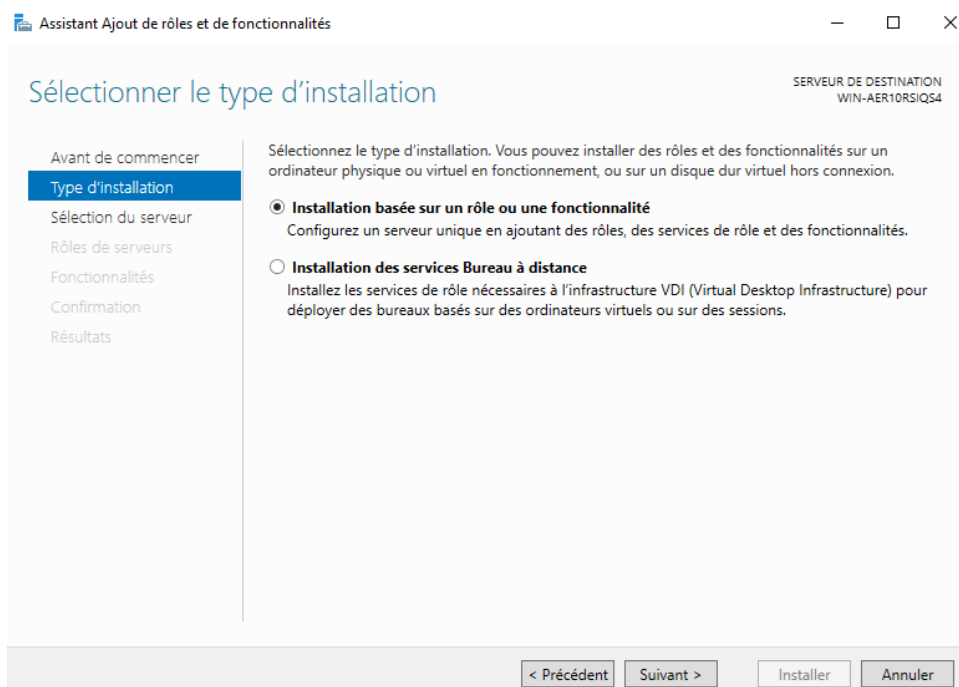 Assistant Ajout de rôles et de fonctionnalités
Sélectionner le type d'installation
SERVEUR DE DESTINATION
WIN-AER10RSIQS4
Avant de commencer
Type d'installation
Sélection du serveur
Rôles de serveurs
Fonctionnalités
Confirmation
Résultats
Sélectionnez le type d'installation. Vous pouvez installer des rôles et des fonctionnalités sur un
ordinateur physique ou virtuel en fonctionnement, ou sur un disque dur virtuel hors connexion.
Installation basée sur un rôle ou une fonctionnalité
Configurez un serveur unique en ajoutant des rôles, des services de rôle et des fonctionnalités.
Installation des services Bureau à distance
Installez les services de rôle nécessaires à l'infrastructure VDI (Virtual Desktop Infrastructure) pour
déployer des bureaux basés sur des ordinateurs virtuels ou sur des sessions.
< Précédent Suivant > Installer Annuler